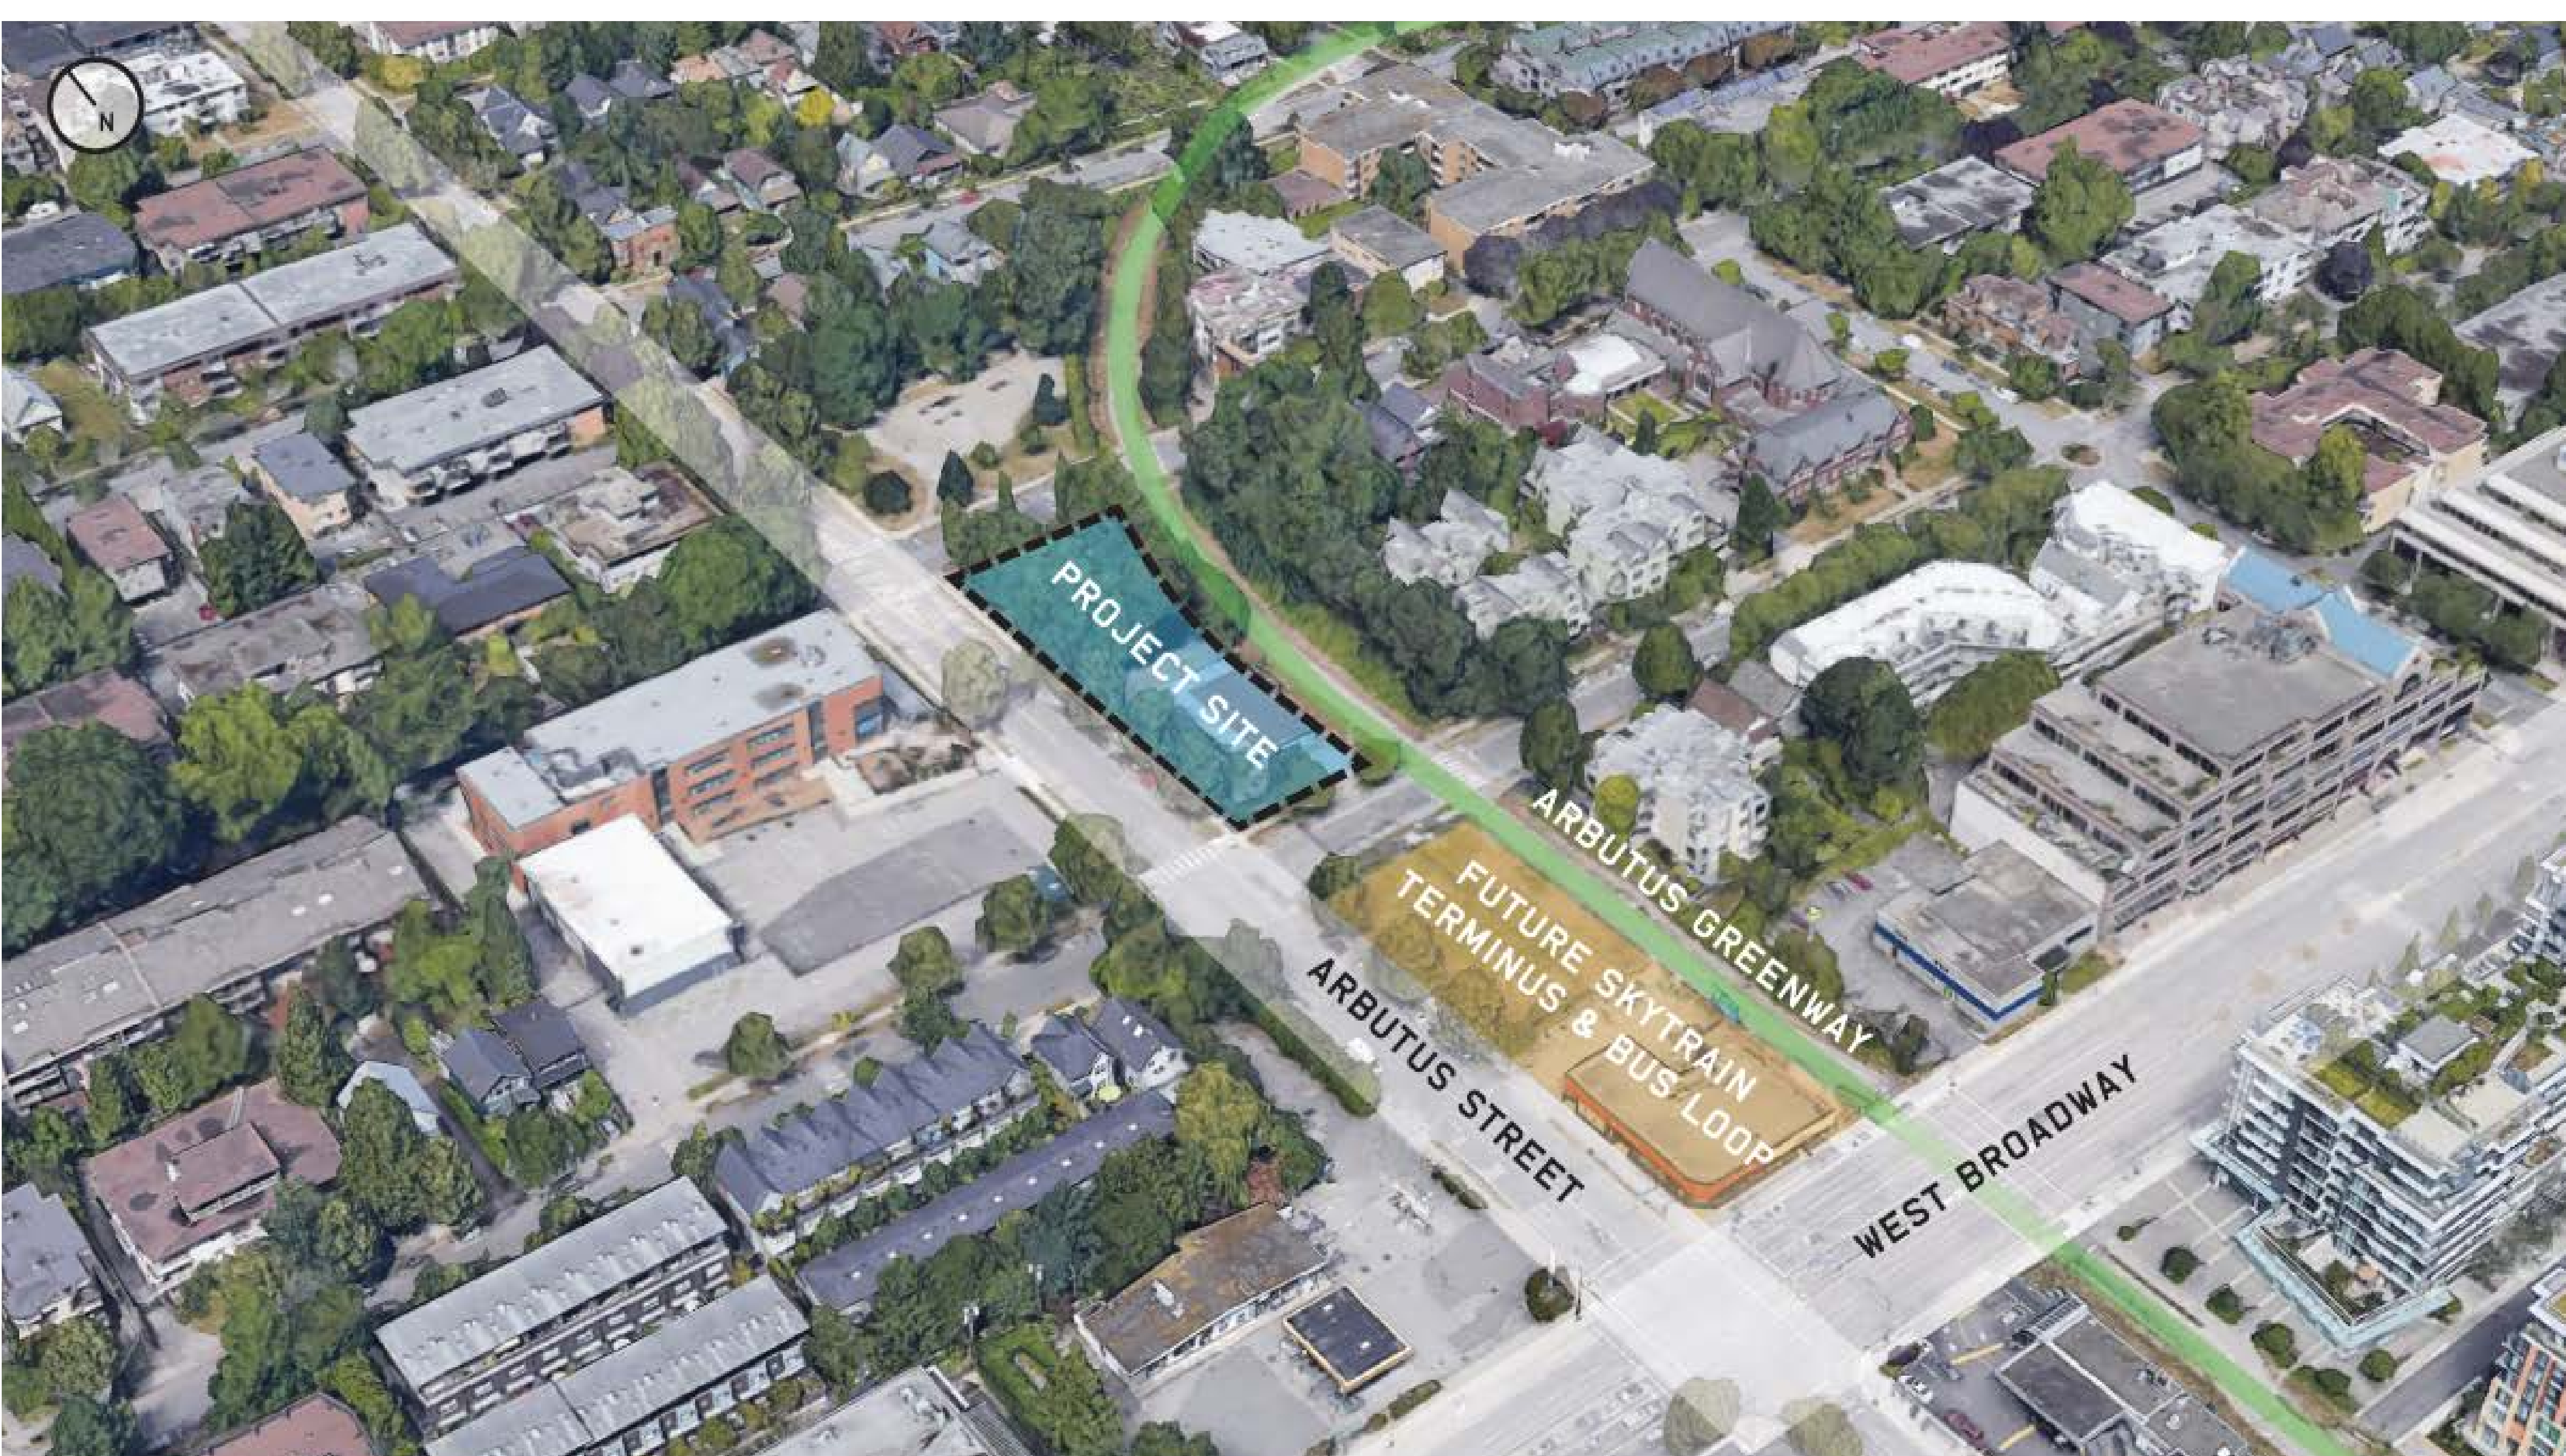 N
PROJECT SITE
ARBUTUS GREENWAY
FUTURE SKYTRAIN
TERMINUS & BUS LOOP
ARBUTUS STREET
WEST BROADWAY